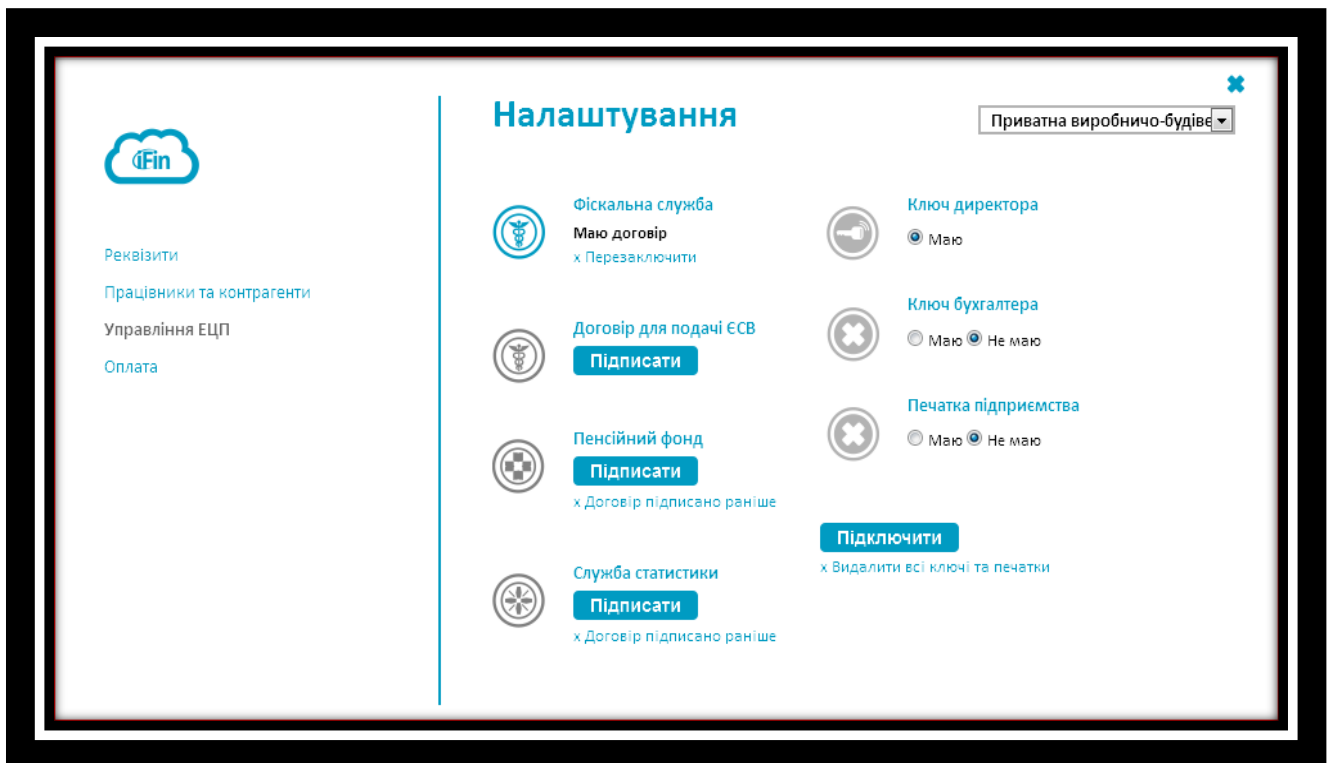 iFin
Реквізити
Працівники та контрагенти
Управління ЕЦП
Оплата
Налаштування
Приватна виробничо-будіве
Фіскальна служба
Маю договір
x Перезаключити
Договір для подачі ЄСВ
Підписати
Пенсійний фонд
Підписати
x Договір підписано раніше
Служба статистики
Підписати
x Договір підписано раніше
Ключ директора
Маю
Ключ бухгалтера
Маю Не маю
Печатка підприємства
Маю Не маю
Підключити
x Видалити всі ключі та печатки